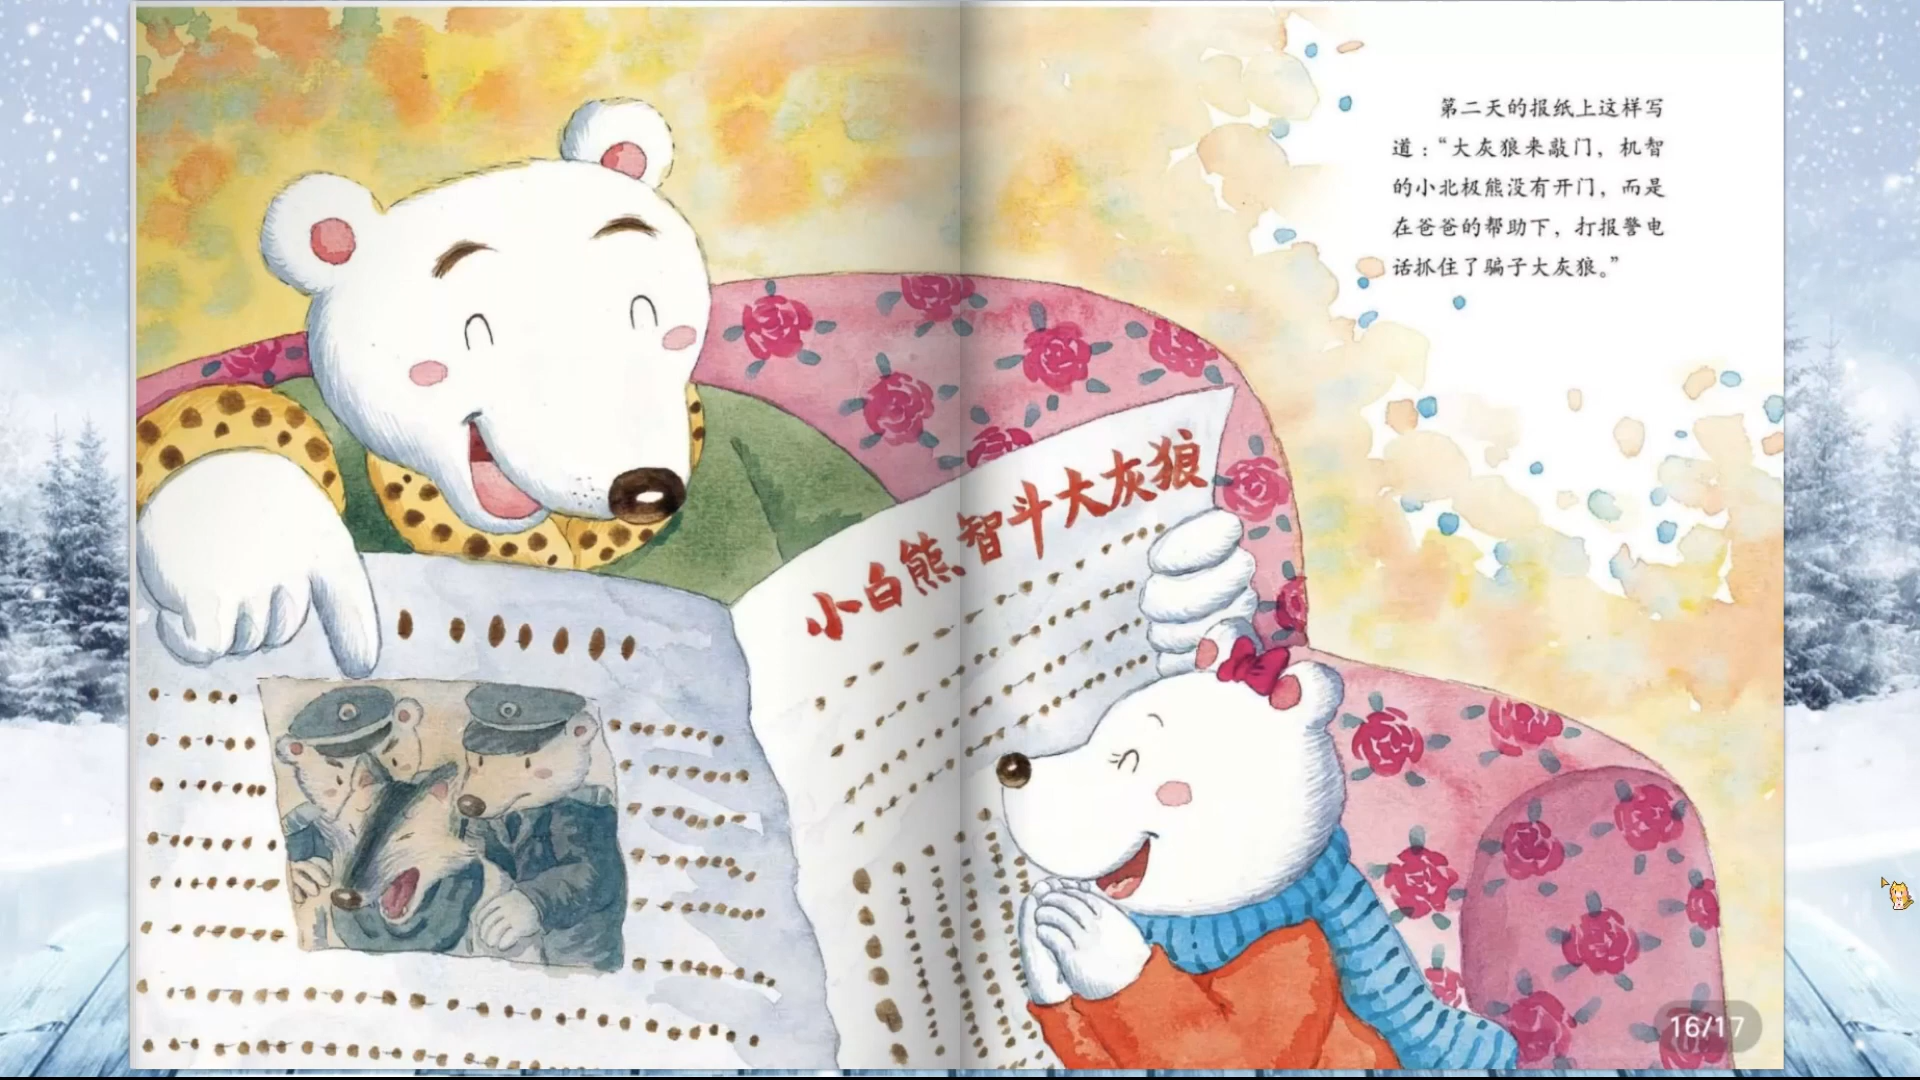 第二天的报纸上这样写
道：“大灰狼来敲门，机智
的小北极熊没有开门，而是
在爸爸的帮助下，打报警电
话抓住了骗子大灰狼。”
小白熊智斗大灰狼
16/17